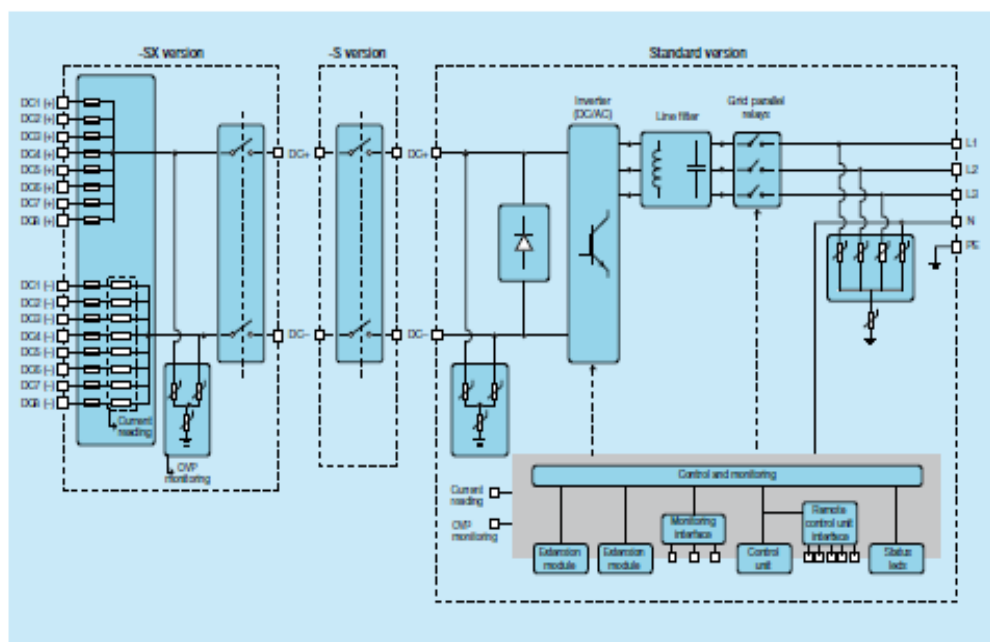 -SX version
-S version
Standard version
DC1 (+)
DC2 (+)
DC3 (+)
DC4 (+)
DC5 (+)
DC6 (+)
DC7 (+)
DC8 (+)
DC1 (-)
DC2 (-)
DC3 (-)
DC4 (-)
DC5 (-)
DC6 (-)
DC7 (-)
DC8 (-)
Current
reading
OVP
monitoring
DC+
DC-
DC+
DC-
Inverter
(DC/AC)
Line filter
Grid parallel
relays
L1
L2
L3
N
PE
Current
reading
OVP
monitoring
Control and monitoring
Extension
module
Extension
module
Monitoring
interface
Control
unit
Remote
control unit
interface
Status
leds